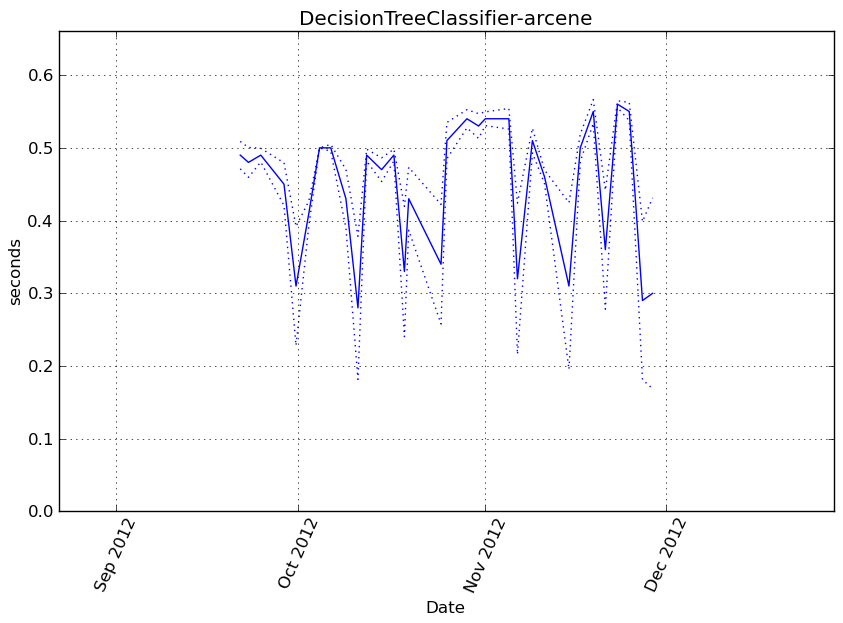 DecisionTreeClassifier-arcene
0.6
0.5
0.4
0.3
0.2
0.1
0.0
seconds
Sep 2012
Oct 2012
Nov 2012
Dec 2012
Date